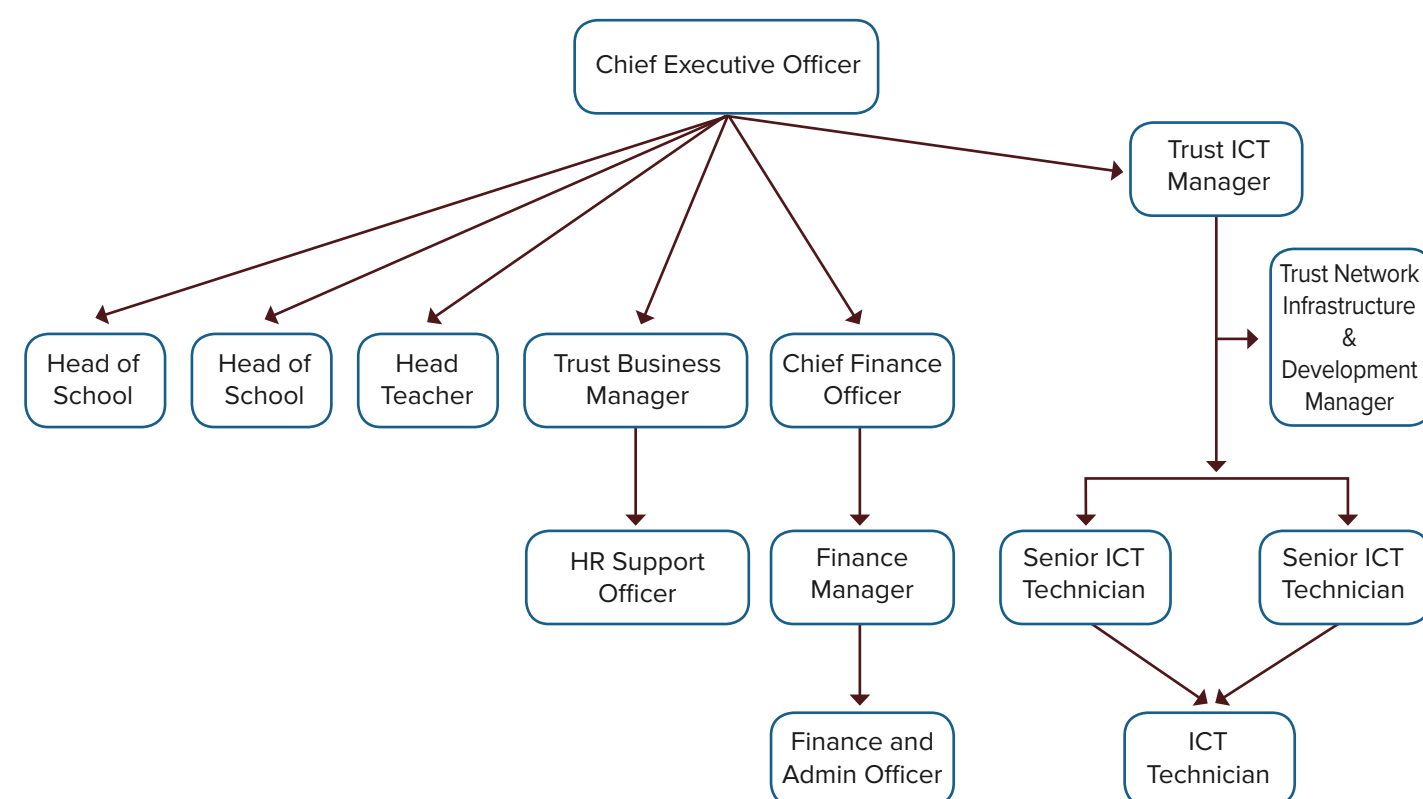 Chief Executive Officer
Trust ICT
Manager
Trust Network
Infrastructure
&
Development
Manager
Head of
School
Head of
School
Head
Teacher
Trust Business
Manager
Chief Finance
Officer
HR Support
Officer
Finance
Manager
Senior ICT
Technician
Senior ICT
Technician
Finance and
Admin Officer
ICT
Technician